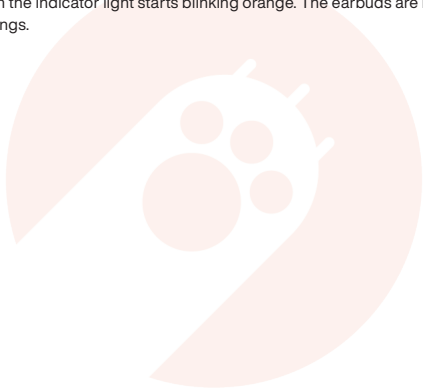 the indicator light starts blinking orange. The earbuds are
ngs.